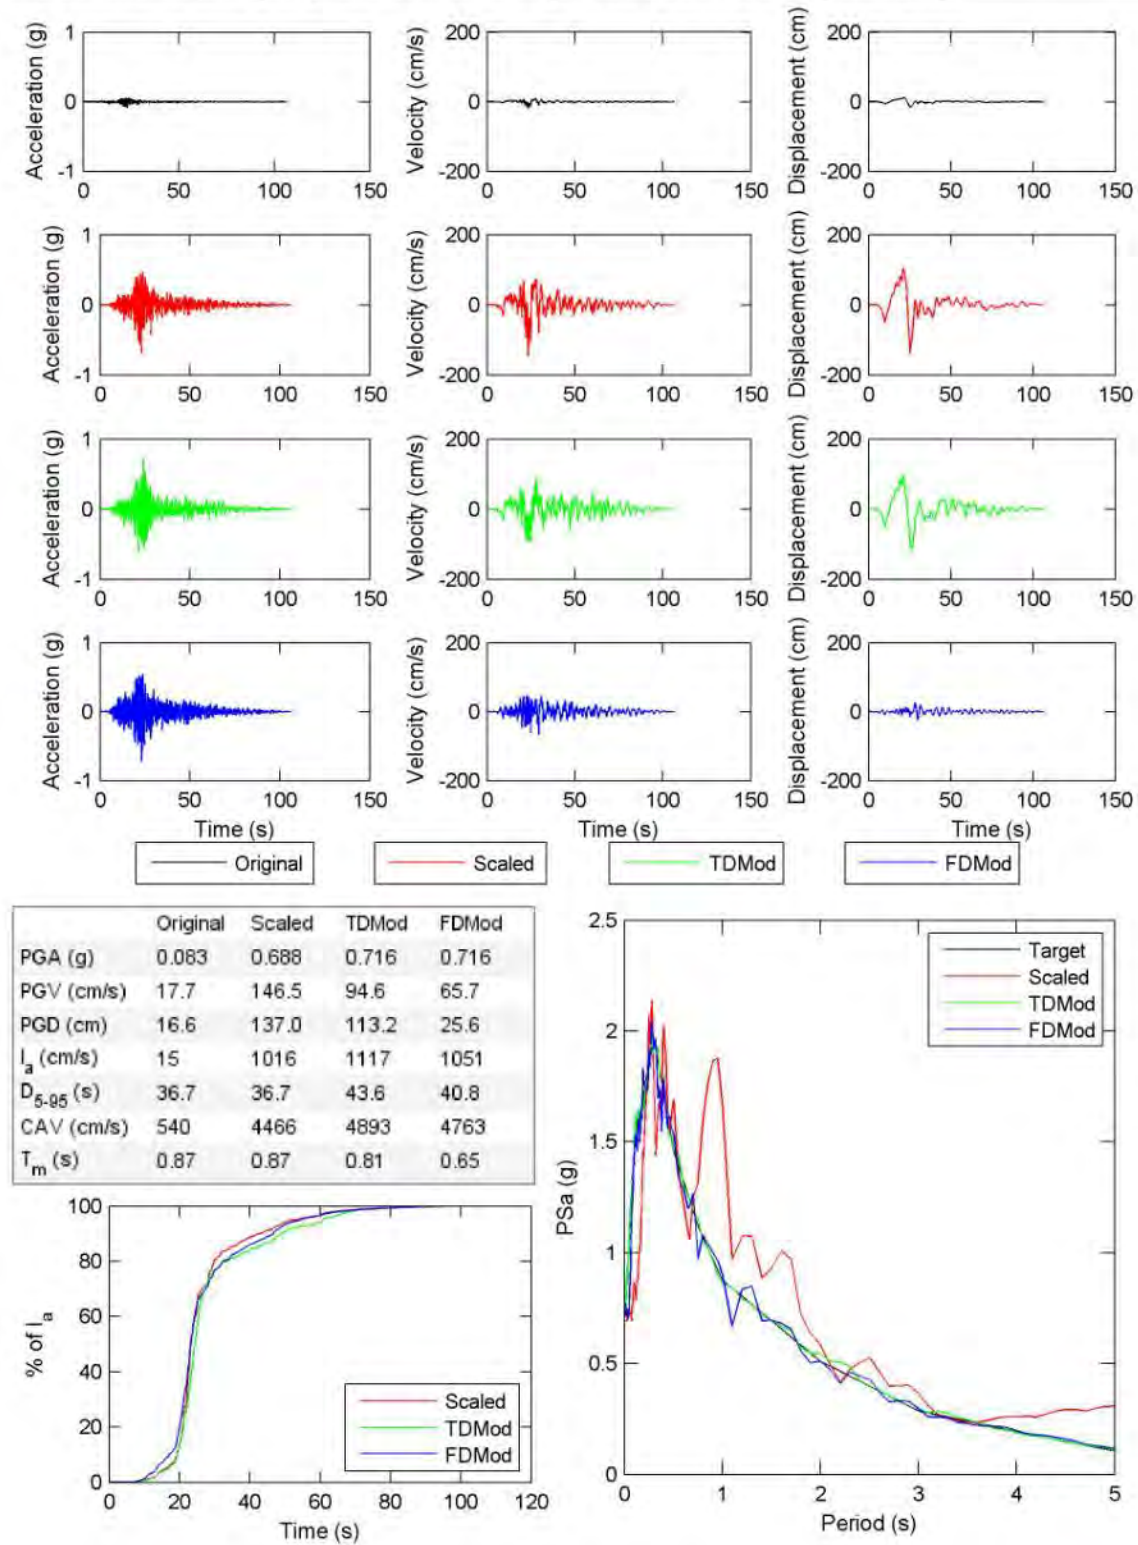 Acceleration (g)
1
0
-1
0 50 100 150
Velocity (cm/s)
200
0
-200
0 50 100 150
Displacement (cm)
200
0
-200
0 50 100 150
Acceleration (g)
1
0
-1
0 50 100 150
Velocity (cm/s)
200
0
-200
0 50 100 150
Displacement (cm)
200
0
-200
0 50 100 150
Acceleration (g)
1
0
-1
0 50 100 150
Velocity (cm/s)
200
0
-200
0 50 100 150
Displacement (cm)
200
0
-200
0 50 100 150
Acceleration (g)
1
0
-1
0 50 100 150
Time (s)
Velocity (cm/s)
200
0
-200
0 50 100 150
Time (s)
Displacement (cm)
200
0
-200
0 50 100 150
Time (s)
Original Scaled TDMod FDMod
Original Scaled TDMod FDMod
PGA (g) 0.083 0.688 0.716 0.716
PGV (cm/s) 17.7 146.5 94.6 65.7
PGD (cm) 16.6 137.0 113.2 25.6
I_a (cm/s) 15 1016 1117 1051
D_5-95 (s) 36.7 36.7 43.6 40.8
CAV (cm/s) 540 4466 4893 4763
T_m (s) 0.87 0.87 0.81 0.65
% of I_a
100
80
60
40
20
0
0 20 40 60 80 100 120
Time (s)
Scaled
TDMod
FDMod
PSa (g)
2.5
2
1.5
1
0.5
0
0 1 2 3 4 5
Period (s)
Target
Scaled
TDMod
FDMod